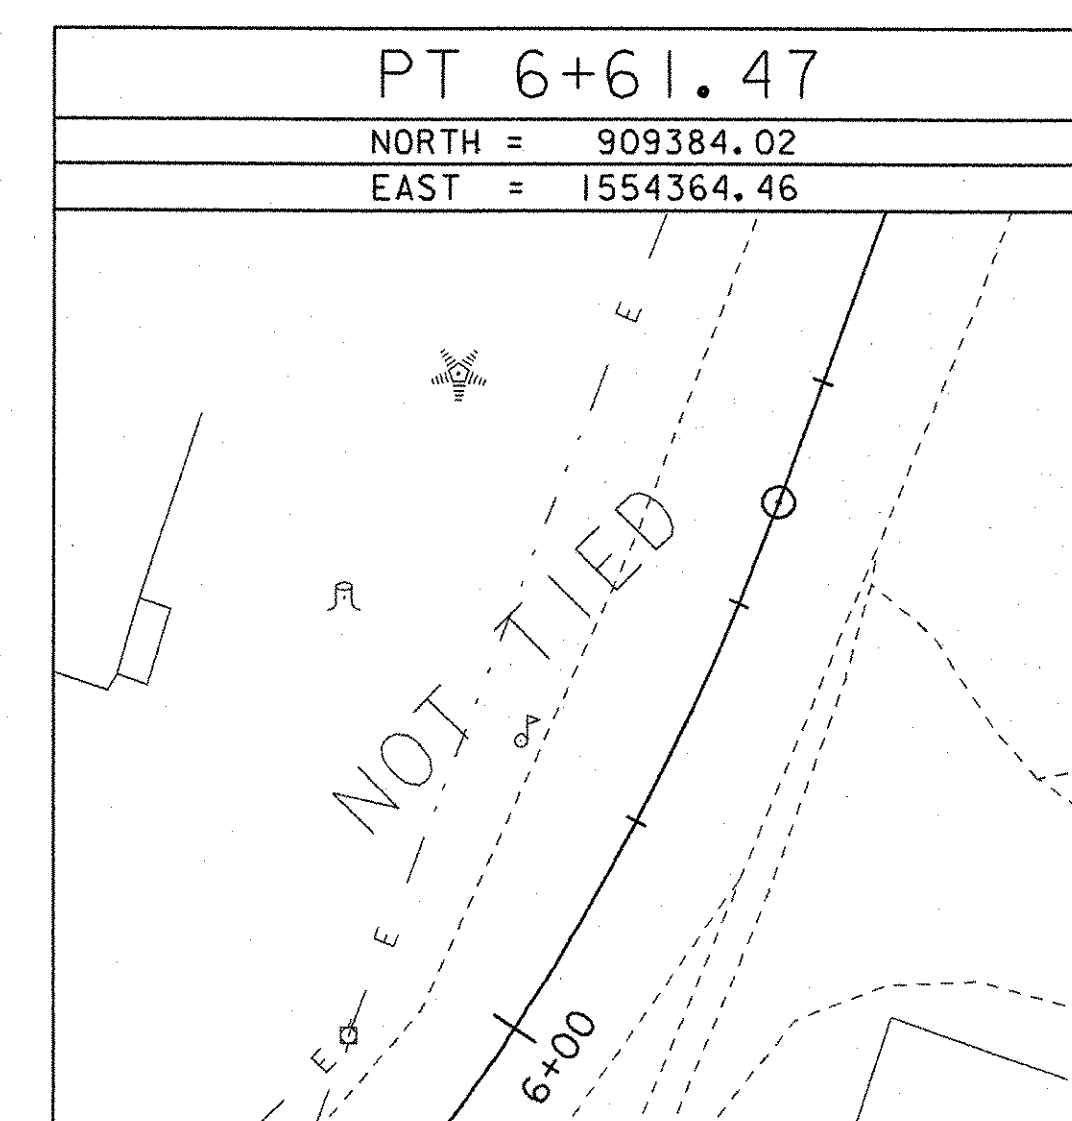 PT 6+61.47
NORTH = 909384.02
EAST = 1554364.46
E
NOT TIED
E
E
6+00